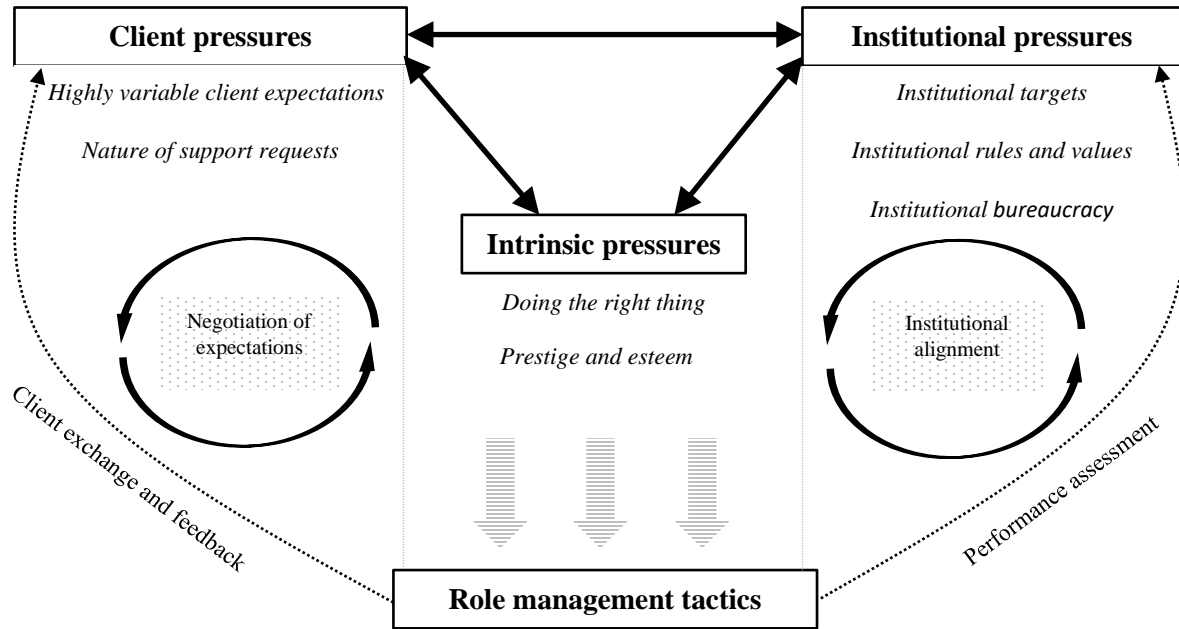 Client pressures
Institutional pressures
Highly variable client expectations
Nature of support requests
Institutional targets
Institutional rules and values
Institutional bureaucracy
Intrinsic pressures
Doing the right thing
Prestige and esteem
Negotiation of
expectations
Institutional
alignment
Client exchange and feedback
Performance assessment
Role management tactics